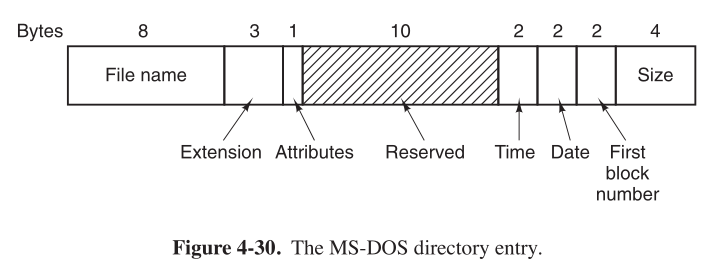 Bytes 8 3 1 10 2 2 2 4
File name Size
Extension Attributes Reserved Time Date First
block
number
Figure 4-30. The MS-DOS directory entry.